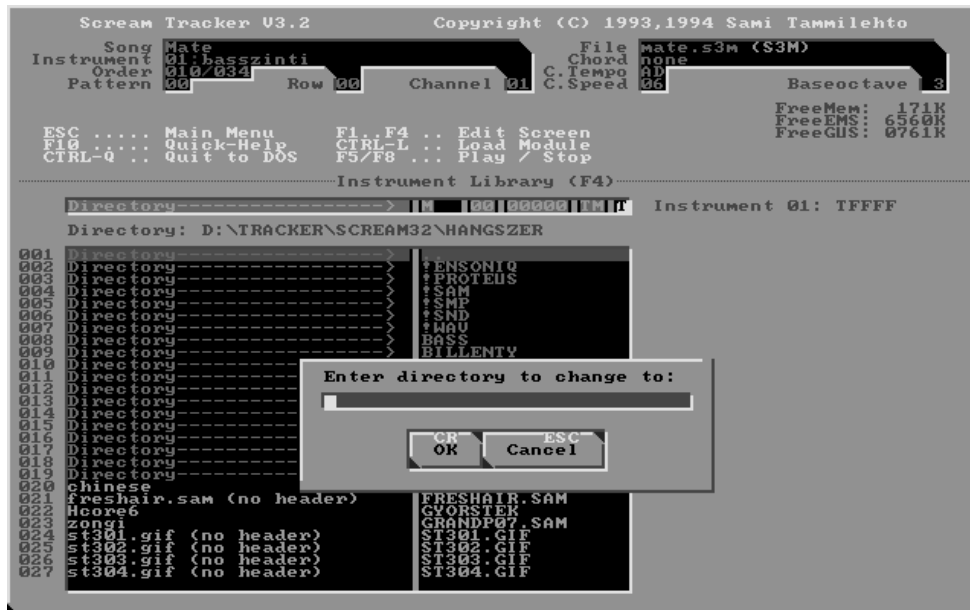 Scream Tracker V3.2 Copyright (C) 1993,1994 Sami Tammilehto
Song Mate File mate.s3m (S3M)
Instrument 01:basszinti Chord none
Order 010/034 C.Tempo AD
Pattern 00 Row 00 Channel 01 C.Speed 06 Baseoctave 3
FreeMem: 171K
FreeEMS: 6560K
FreeGUS: 0761K
ESC ..... Main Menu F1..F4 .. Edit Screen
F10 ..... Quick-Help CTRL-L ... Load Module
CTRL-Q .. Quit to DOS F5/F8 ... Play / Stop
Instrument Library (F4)
Directory------------------> M 00 00000 TM T Instrument 01: TFFFF
Directory: D:\TRACKER\SCREAM32\HANGSZER
001 Directory------------------> ..
002 Directory------------------> !ENSONIQ
003 Directory------------------> !PROTEUS
004 Directory------------------> !SAM
005 Directory------------------> !SMP
006 Directory------------------> !SND
007 Directory------------------> !WAV
008 Directory------------------> BASS
009 Directory------------------> BILLENTY
010 Directory-------------
011 Directory-------------
012 Directory-------------
013 Directory-------------
014 Directory-------------
015 Directory-------------
016 Directory-------------
017 Directory-------------
018 Directory-------------
019 Directory-------------
020 chinese
021 freshair.sam (no header) FRESHAIR.SAM
022 Hcore6 GYORSTEK
023 zongi GRANDP07.SAM
024 st301.gif (no header) ST301.GIF
025 st302.gif (no header) ST302.GIF
026 st303.gif (no header) ST303.GIF
027 st304.gif (no header) ST304.GIF
Enter directory to change to:
CR ESC
OK Cancel